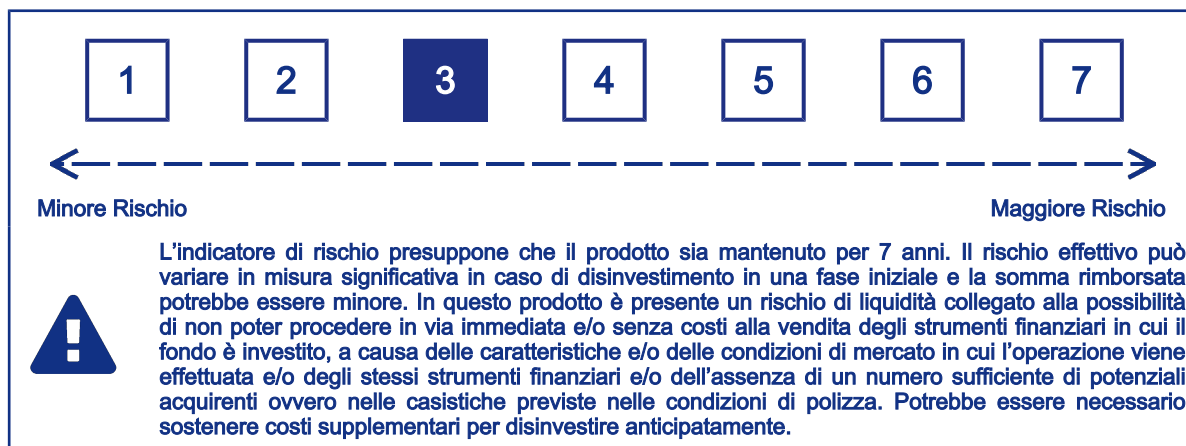 1 2 3 4 5 6 7
Minore Rischio Maggiore Rischio
L'indicatore di rischio presuppone che il prodotto sia mantenuto per 7 anni. Il rischio effettivo può
variare in misura significativa in caso di disinvestimento in una fase iniziale e la somma rimborsata
potrebbe essere minore. In questo prodotto è presente un rischio di liquidità collegato alla possibilità
di non poter procedere in via immediata e/o senza costi alla vendita degli strumenti finanziari in cui il
fondo è investito, a causa delle caratteristiche e/o delle condizioni di mercato in cui l'operazione viene
effettuata e/o degli stessi strumenti finanziari e/o dell'assenza di un numero sufficiente di potenziali
acquirenti ovvero nelle casistiche previste nelle condizioni di polizza. Potrebbe essere necessario
sostenere costi supplementari per disinvestire anticipatamente.